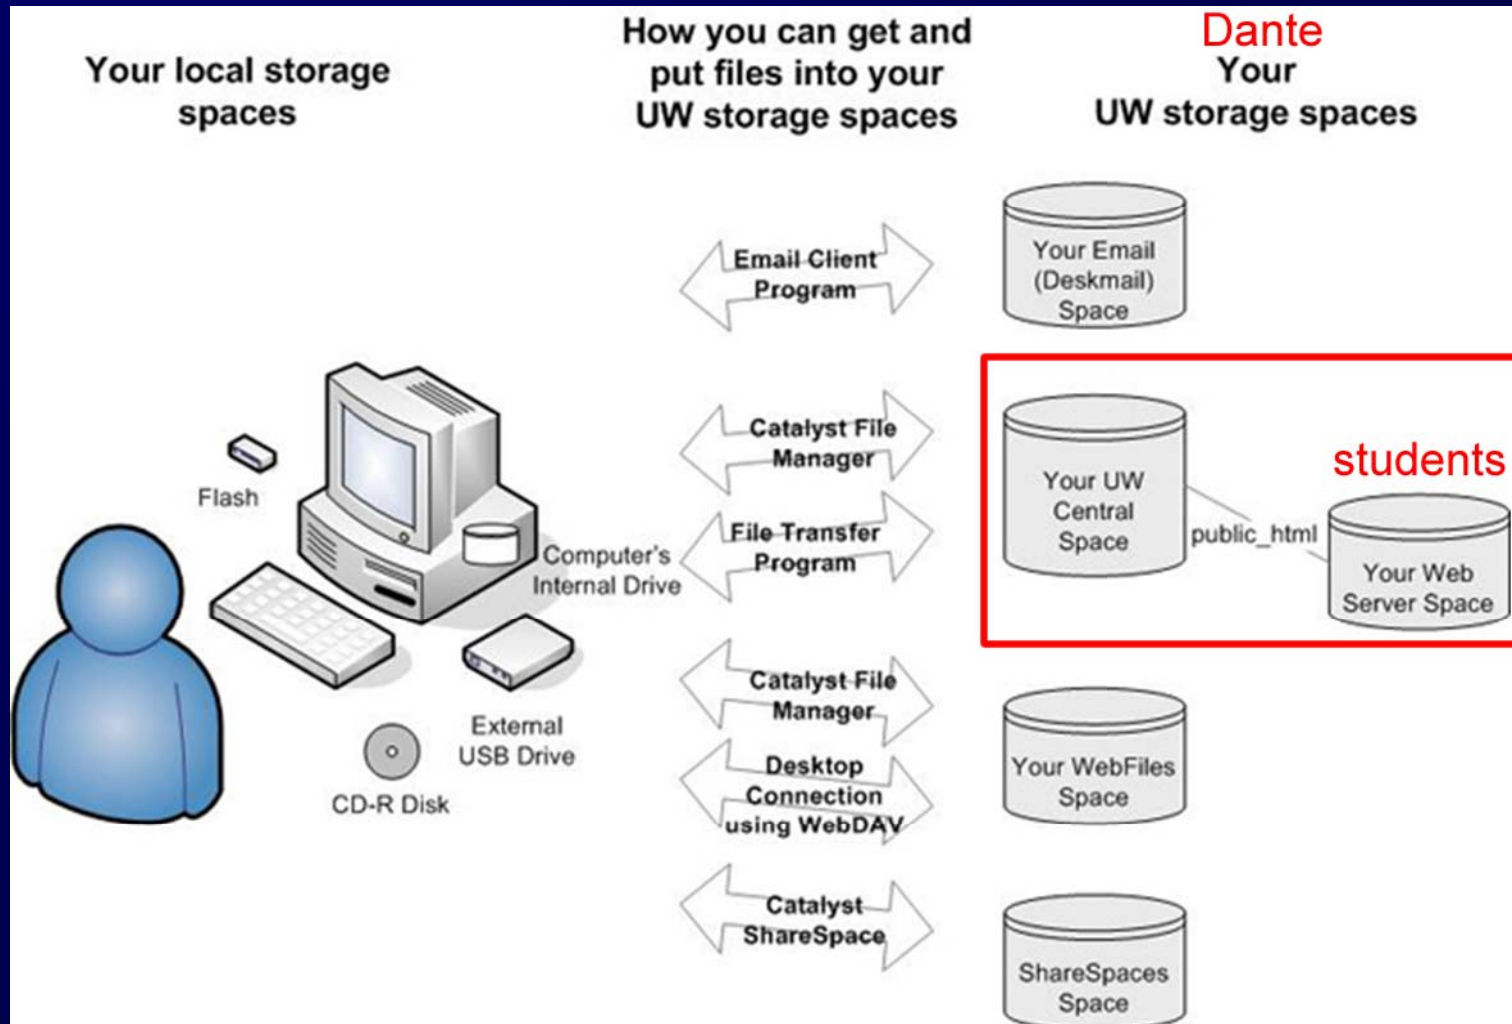 Your local storage
spaces
How you can get and
put files into your
UW storage spaces
Dante
Your
UW storage spaces
Email Client
Program
Your Email
(Deskmail)
Space
Flash
Computer's
Internal Drive
External
USB Drive
CD-R Disk
Catalyst File
Manager
File Transfer
Program
Your UW
Central
Space
public_html
students
Your Web
Server Space
Catalyst File
Manager
Desktop
Connection
using WebDAV
Your WebFiles
Space
Catalyst
ShareSpace
ShareSpaces
Space